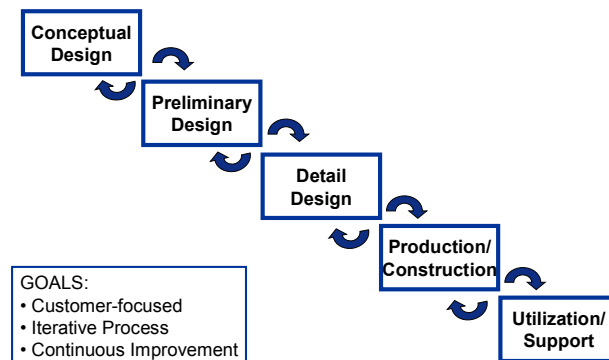 Conceptual
Design
Preliminary
Design
Detail
Design
Production/
Construction
Utilization/
Support
GOALS:
• Customer-focused
• Iterative Process
• Continuous Improvement